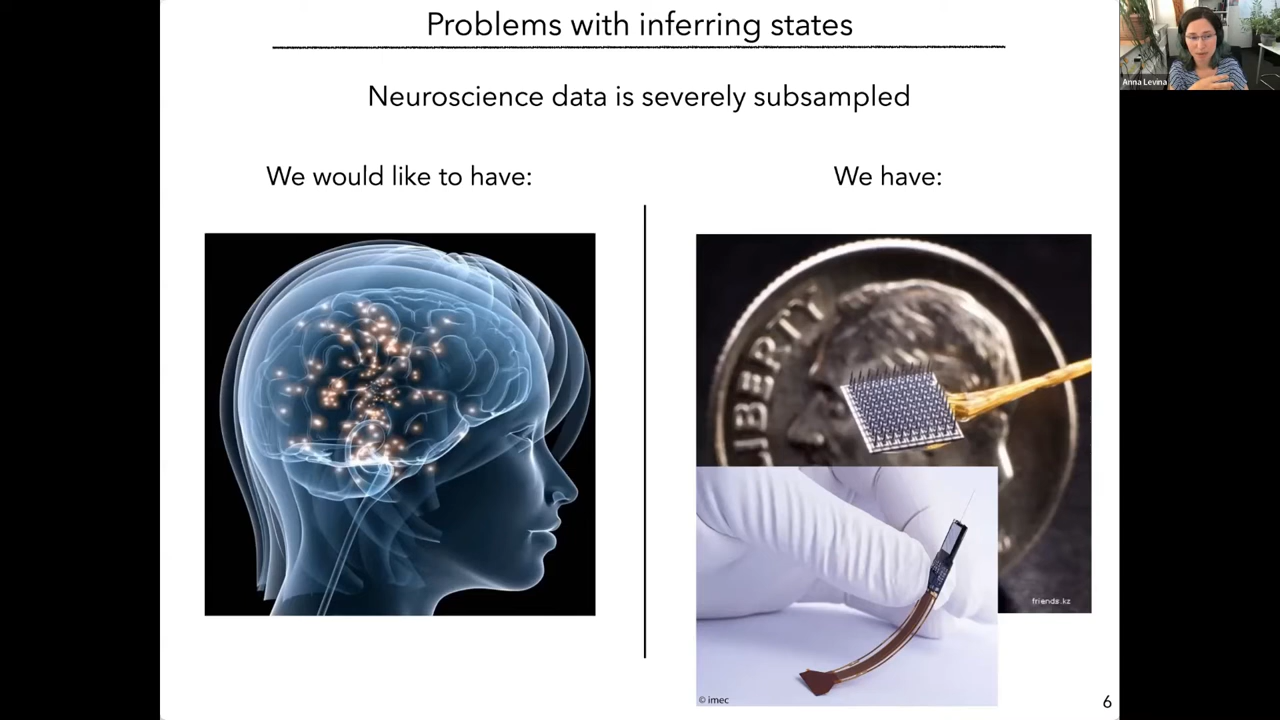 Problems with inferring states
Anna Levina
Neuroscience data is severely subsampled
We would like to have:
We have:
LIBERTY
friends.kz
© imec
6